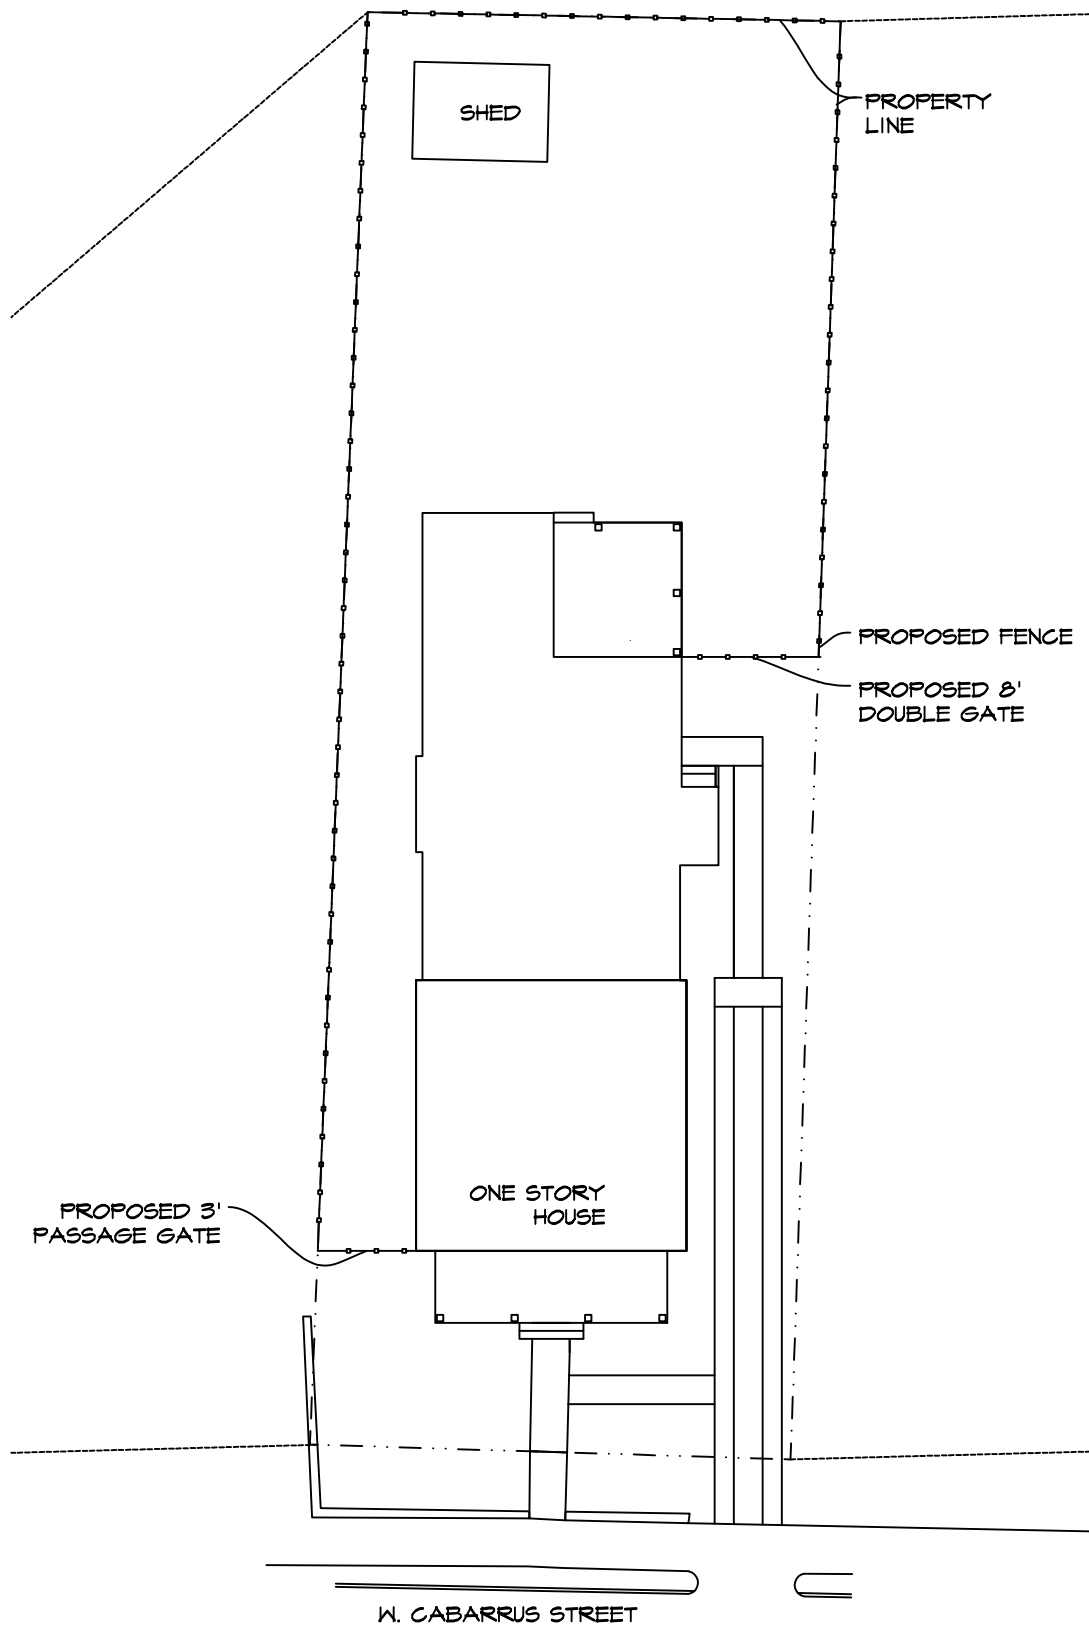 SHED
PROPERTY
LINE
PROPOSED FENCE
PROPOSED 8'
DOUBLE GATE
ONE STORY
HOUSE
PROPOSED 3'
PASSAGE GATE
W. CABARRUS STREET